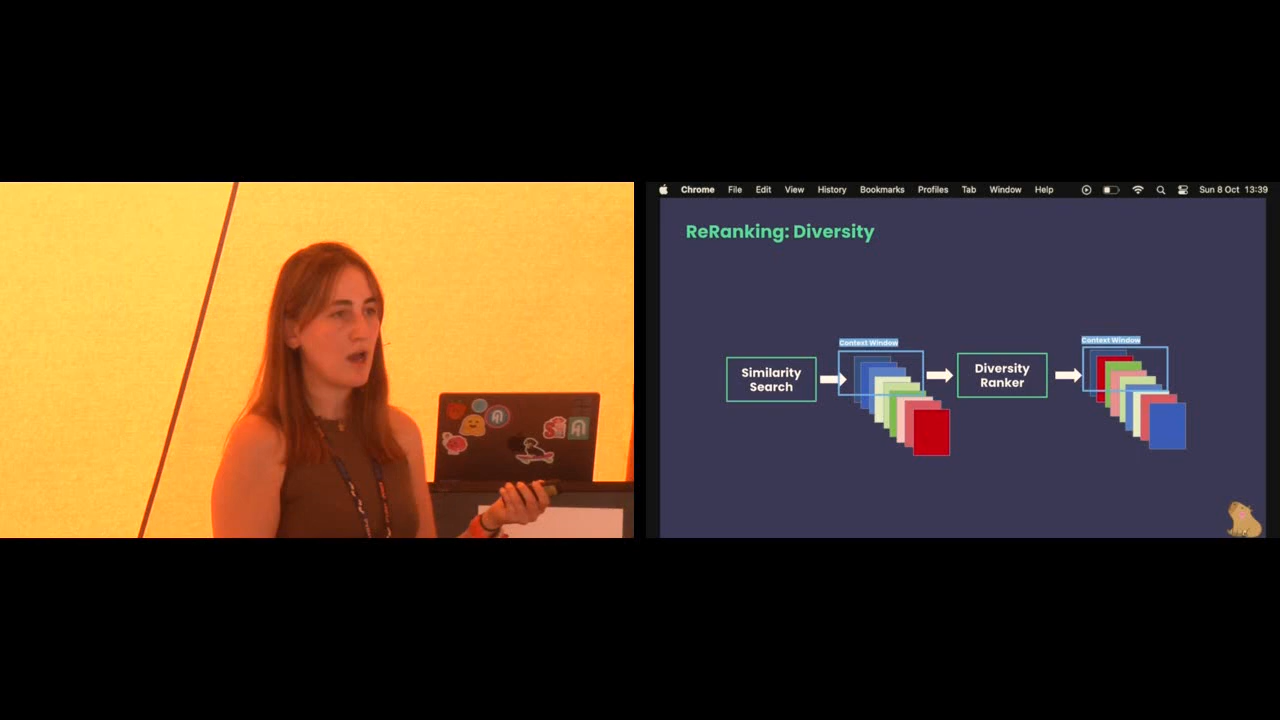 Chrome File Edit View History Bookmarks Profiles Tab Window Help Sun 8 Oct 13:39
ReRanking: Diversity
Similarity
Search
Context Window
Diversity
Ranker
Context Window